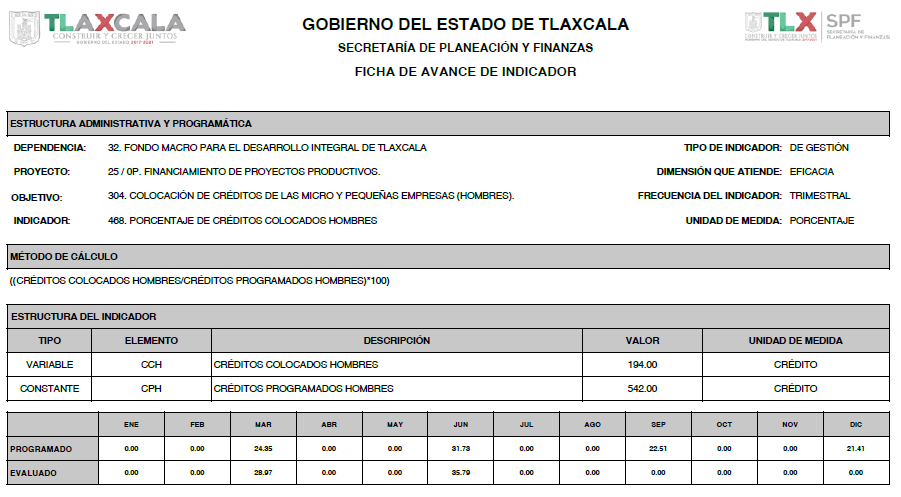 TLAXCALA
CONSTRUIR Y CRECER JUNTOS
GOBIERNO DEL ESTADO 2017-2021
GOBIERNO DEL ESTADO DE TLAXCALA
SECRETARÍA DE PLANEACIÓN Y FINANZAS
FICHA DE AVANCE DE INDICADOR
TLX
CONSTRUIR Y CRECER JUNTOS
SPF
SECRETARÍA DE
PLANEACIÓN Y FINANZAS
ESTRUCTURA ADMINISTRATIVA Y PROGRAMÁTICA
DEPENDENCIA: 32. FONDO MACRO PARA EL DESARROLLO INTEGRAL DE TLAXCALA TIPO DE INDICADOR: DE GESTIÓN
PROYECTO: 25 / 0P. FINANCIAMIENTO DE PROYECTOS PRODUCTIVOS. DIMENSIÓN QUE ATIENDE: EFICACIA
OBJETIVO: 304. COLOCACIÓN DE CRÉDITOS DE LAS MICRO Y PEQUEÑAS EMPRESAS (HOMBRES). FRECUENCIA DEL INDICADOR: TRIMESTRAL
INDICADOR: 468. PORCENTAJE DE CRÉDITOS COLOCADOS HOMBRES UNIDAD DE MEDIDA: PORCENTAJE
MÉTODO DE CÁLCULO
((CRÉDITOS COLOCADOS HOMBRES/CRÉDITOS PROGRAMADOS HOMBRES)*100)
ESTRUCTURA DEL INDICADOR
TIPO ELEMENTO DESCRIPCIÓN VALOR UNIDAD DE MEDIDA
VARIABLE CCH CRÉDITOS COLOCADOS HOMBRES 194.00 CRÉDITO
CONSTANTE CPH CRÉDITOS PROGRAMADOS HOMBRES 542.00 CRÉDITO
ENE FEB MAR ABR MAY JUN JUL AGO SEP OCT NOV DIC
PROGRAMADO 0.00 0.00 24.35 0.00 0.00 31.73 0.00 0.00 22.51 0.00 0.00 21.41
EVALUADO 0.00 0.00 28.97 0.00 0.00 35.79 0.00 0.00 0.00 0.00 0.00 0.00